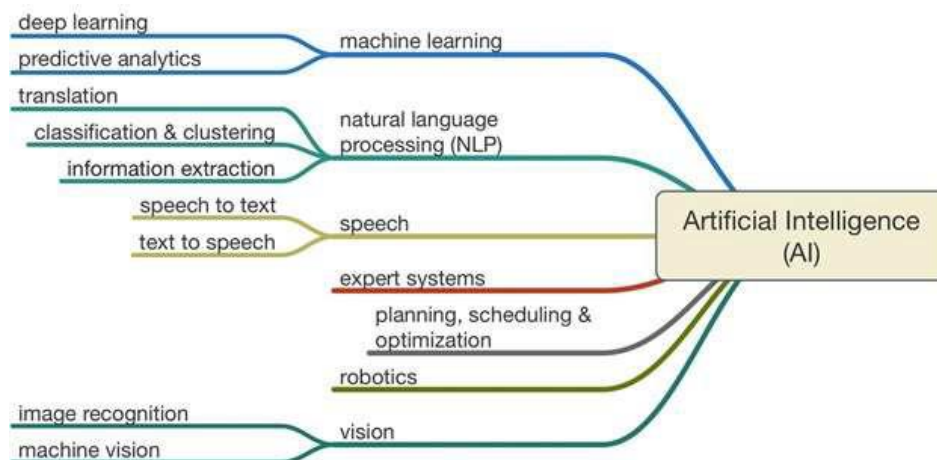 deep learning
predictive analytics
machine learning
translation
classification & clustering
information extraction
natural language
processing (NLP)
speech to text
text to speech
speech
expert systems
planning, scheduling &
optimization
robotics
image recognition
machine vision
vision
Artificial Intelligence
(AI)